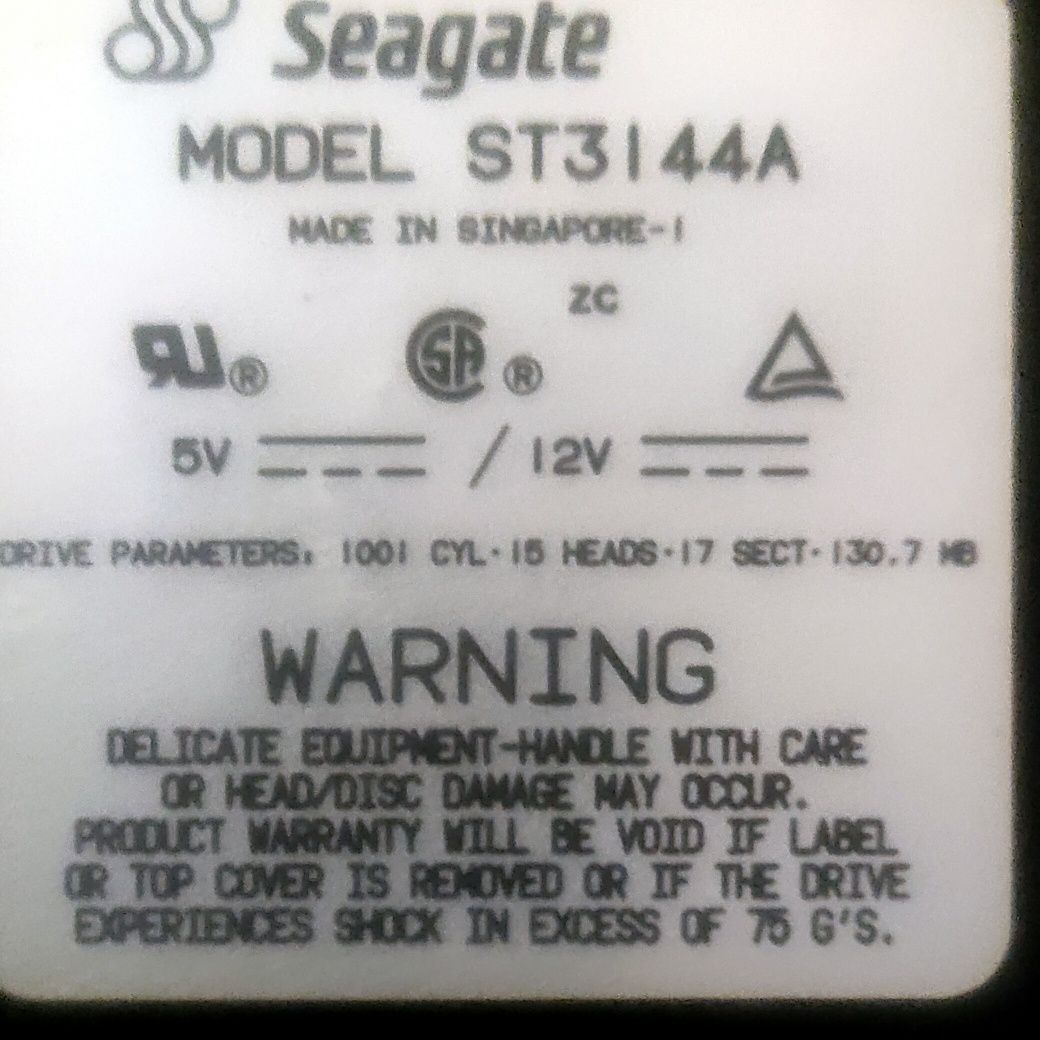 Seagate
MODEL ST3144A
MADE IN SINGAPORE-1
ZC
RU® SA® 
5V / 12V
DRIVE PARAMETERS: 1001 CYL·15 HEADS·17 SECT·130.7 MB
WARNING
DELICATE EQUIPMENT-HANDLE WITH CARE
OR HEAD/DISC DAMAGE MAY OCCUR.
PRODUCT WARRANTY WILL BE VOID IF LABEL
OR TOP COVER IS REMOVED OR IF THE DRIVE
EXPERIENCES SHOCK IN EXCESS OF 75 G'S.